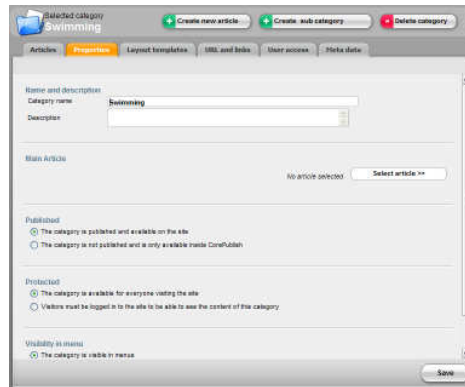 Selected category
Swimming
Create new article
Create sub category
Delete category
Articles
Properties
Layout templates
URL and links
User access
Meta data
Name and description
Category name
Swimming
Description
Main Article
No article selected
Select article >>
Published
The category is published and available on the site
The category is not published and is only available inside CorePublish
Protected
The category is available for everyone visiting the site
Visitors must be logged in to the site to be able to see the content of this category
Visibility in menu
The category is visible in menus
Save